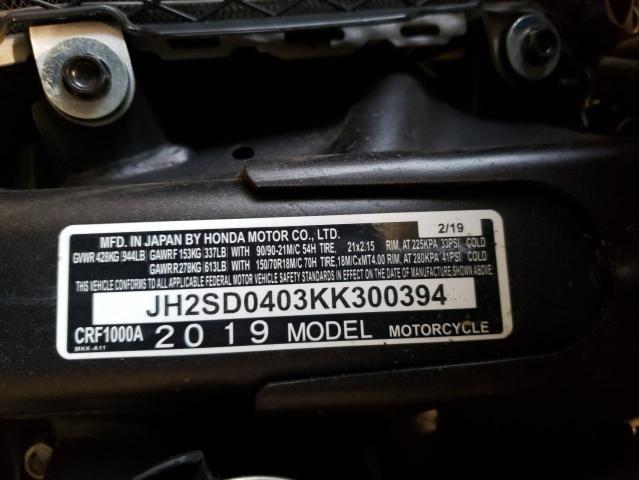 2/19
MFD. IN JAPAN BY HONDA MOTOR CO., LTD.
GVWR 428KG (944LB) GAWRF 153KG (337LB) WITH 90/90-21M/C 54H TIRE, 21x2.15 RIM, AT 225KPA 33PSI, COLD
GAWRR 278KG (613LB) WITH 150/70R18M/C 70H TIRE, 18M/CxMT4.00 RIM, AT 280KPA 41PSI, COLD
THIS VEHICLE CONFORMS TO ALL APPLICABLE FEDERAL MOTOR VEHICLE SAFETY STANDARDS IN EFFECT ON THE DATE OF MANUFACTURE SHOWN ABOVE.
JH2SD0403KK300394
CRF1000A 2019 MODEL MOTORCYCLE
MKK-A11